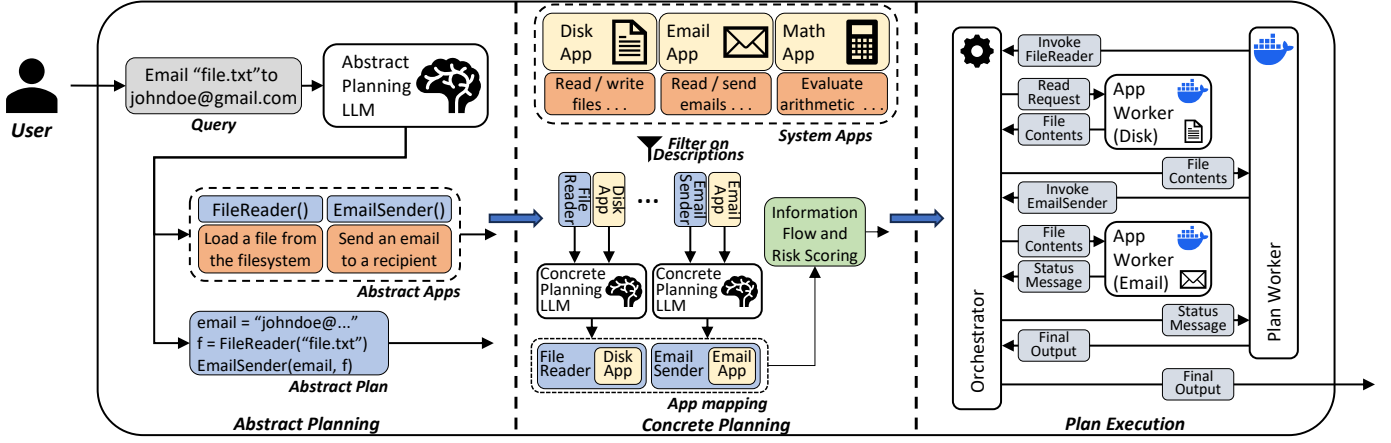 User
Email “file.txt”to
johndoe@gmail.com
Query
Abstract
Planning
LLM
FileReader()
EmailSender()
Load a file from
the filesystem
Send an email
to a recipient
Abstract Apps
email = “johndoe@...”
f = FileReader(“file.txt”)
EmailSender(email, f)
Abstract Plan
Abstract Planning
Disk
App
Email
App
Math
App
Read / write
files . . .
Read / send
emails . . .
Evaluate
arithmetic . . .
System Apps
Filter on
Descriptions
File
Reader
Disk
App
...
Email
Sender
Email
App
Concrete
Planning
LLM
Concrete
Planning
LLM
File
Reader
Disk
App
Email
Sender
Email
App
App mapping
Information
Flow and
Risk Scoring
Concrete Planning
Orchestrator
Invoke
FileReader
Read
Request
File
Contents
App
Worker
(Disk)
File
Contents
Invoke
EmailSender
File
Contents
Status
Message
App
Worker
(Email)
Status
Message
Final
Output
Final
Output
Plan Worker
Plan Execution